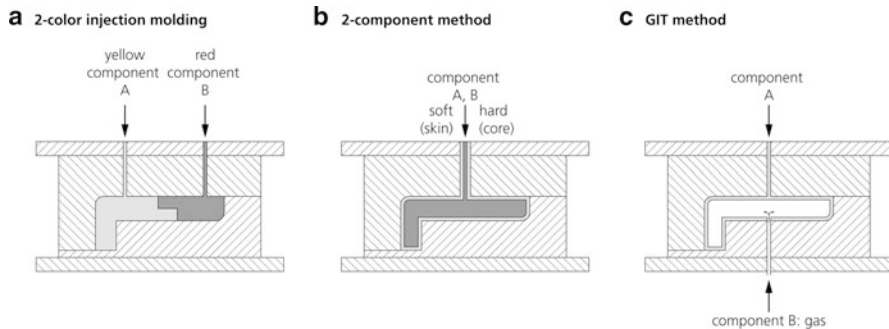 a 2-color injection molding
yellow
component
A
red
component
B
b 2-component method
component
A, B
soft
(skin)
hard
(core)
c GIT method
component
A
component B: gas